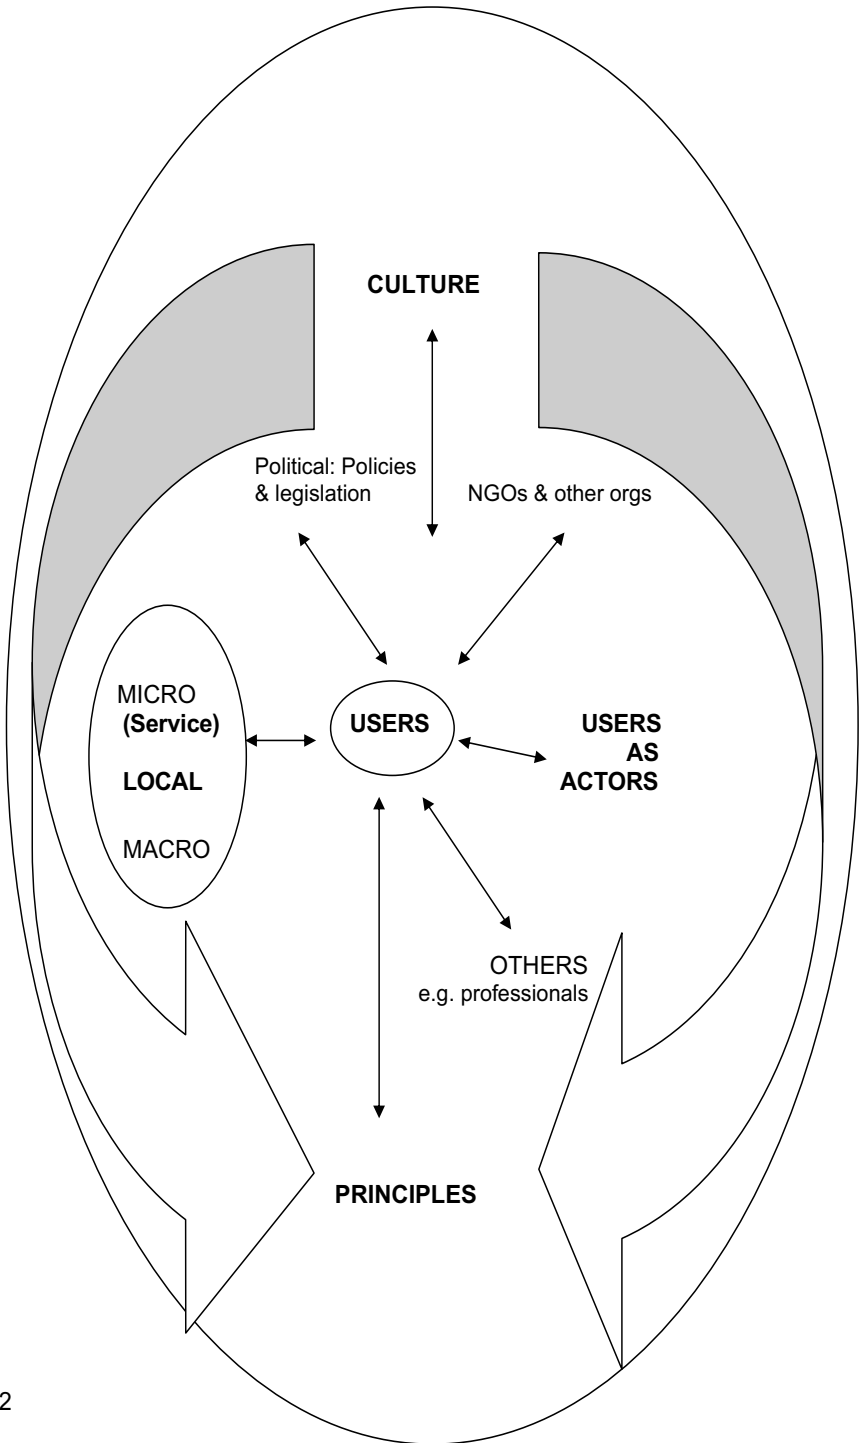 CULTURE
Political: Policies
& legislation
NGOs & other orgs
MICRO
(Service)
LOCAL
MACRO
USERS
USERS
AS
ACTORS
OTHERS
e.g. professionals
PRINCIPLES
2